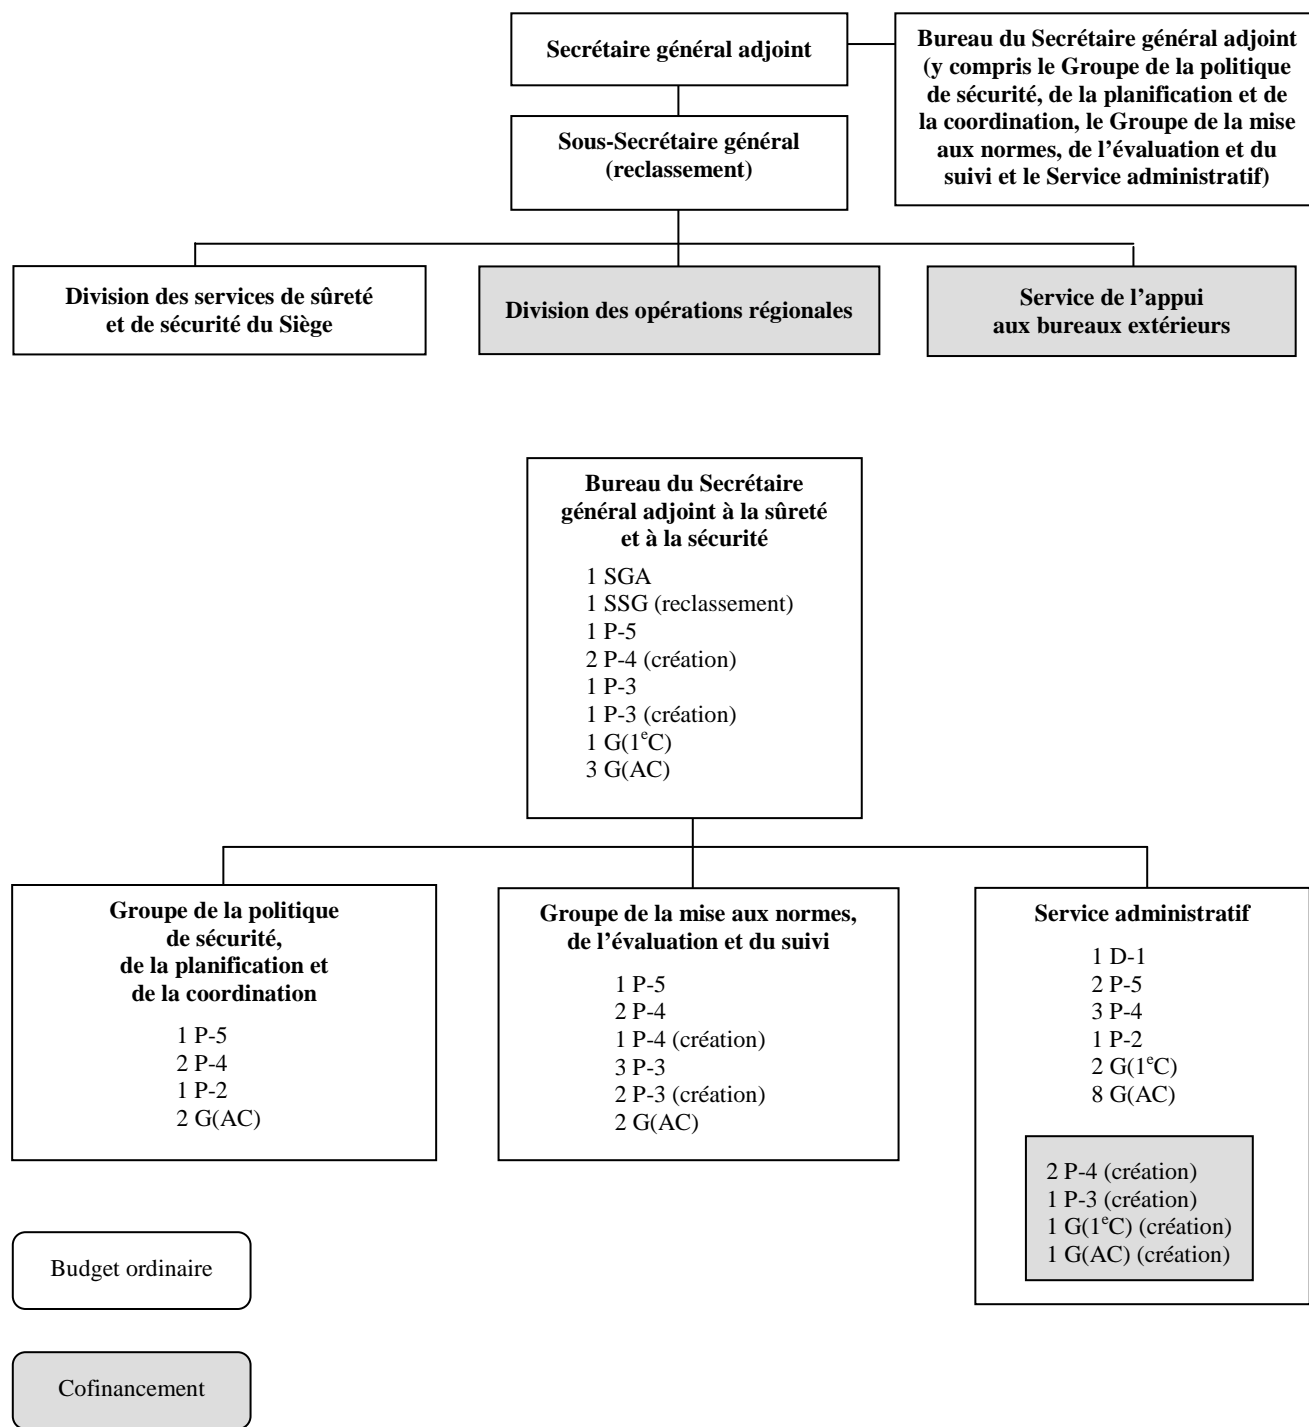 Secrétaire général adjoint
Bureau du Secrétaire général adjoint
(y compris le Groupe de la politique
de sécurité, de la planification et de
la coordination, le Groupe de la mise
aux normes, de l’évaluation et du
suivi et le Service administratif)
Sous-Secrétaire général
(reclassement)
Division des services de sûreté
et de sécurité du Siège
Division des opérations régionales
Service de l’appui
aux bureaux extérieurs
Bureau du Secrétaire
général adjoint à la sûreté
et à la sécurité
1 SGA
1 SSG (reclassement)
1 P-5
2 P-4 (création)
1 P-3
1 P-3 (création)
1 G(1ᵉC)
3 G(AC)
Groupe de la politique
de sécurité,
de la planification et
de la coordination
1 P-5
2 P-4
1 P-2
2 G(AC)
Groupe de la mise aux normes,
de l’évaluation et du suivi
1 P-5
2 P-4
1 P-4 (création)
3 P-3
2 P-3 (création)
2 G(AC)
Service administratif
1 D-1
2 P-5
3 P-4
1 P-2
2 G(1ᵉC)
8 G(AC)
2 P-4 (création)
1 P-3 (création)
1 G(1ᵉC) (création)
1 G(AC) (création)
Budget ordinaire
Cofinancement